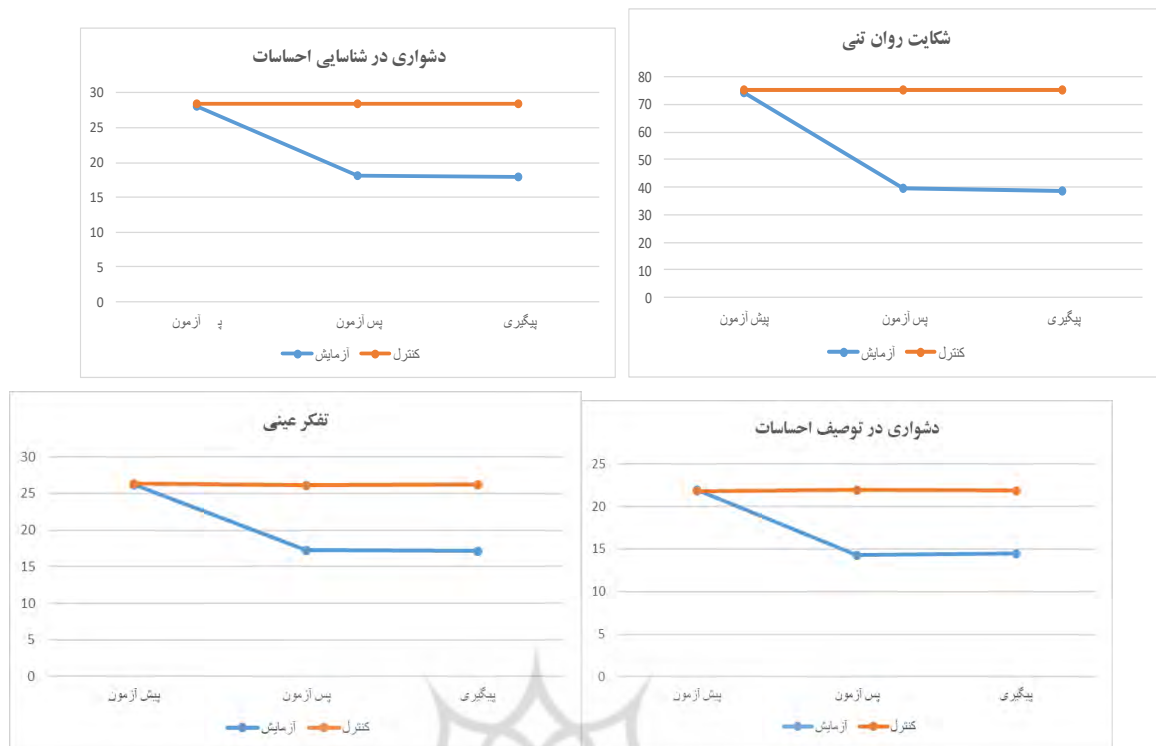 دشواری در شناسایی احساسات
30
25
20
15
10
5
0
پ آزمون
پس آزمون
پیگیری
آزمایش
کنترل
شکایت روان تنی
80
70
60
50
40
30
20
10
0
پیش آزمون
پس آزمون
پیگیری
آزمایش
کنترل
تفکر عینی
30
25
20
15
10
5
0
پیش آزمون
پس آزمون
پیگیری
آزمایش
کنترل
دشواری در توصیف احساسات
25
20
15
10
5
0
پیش آزمون
پس آزمون
پیگیری
آزمایش
کنترل